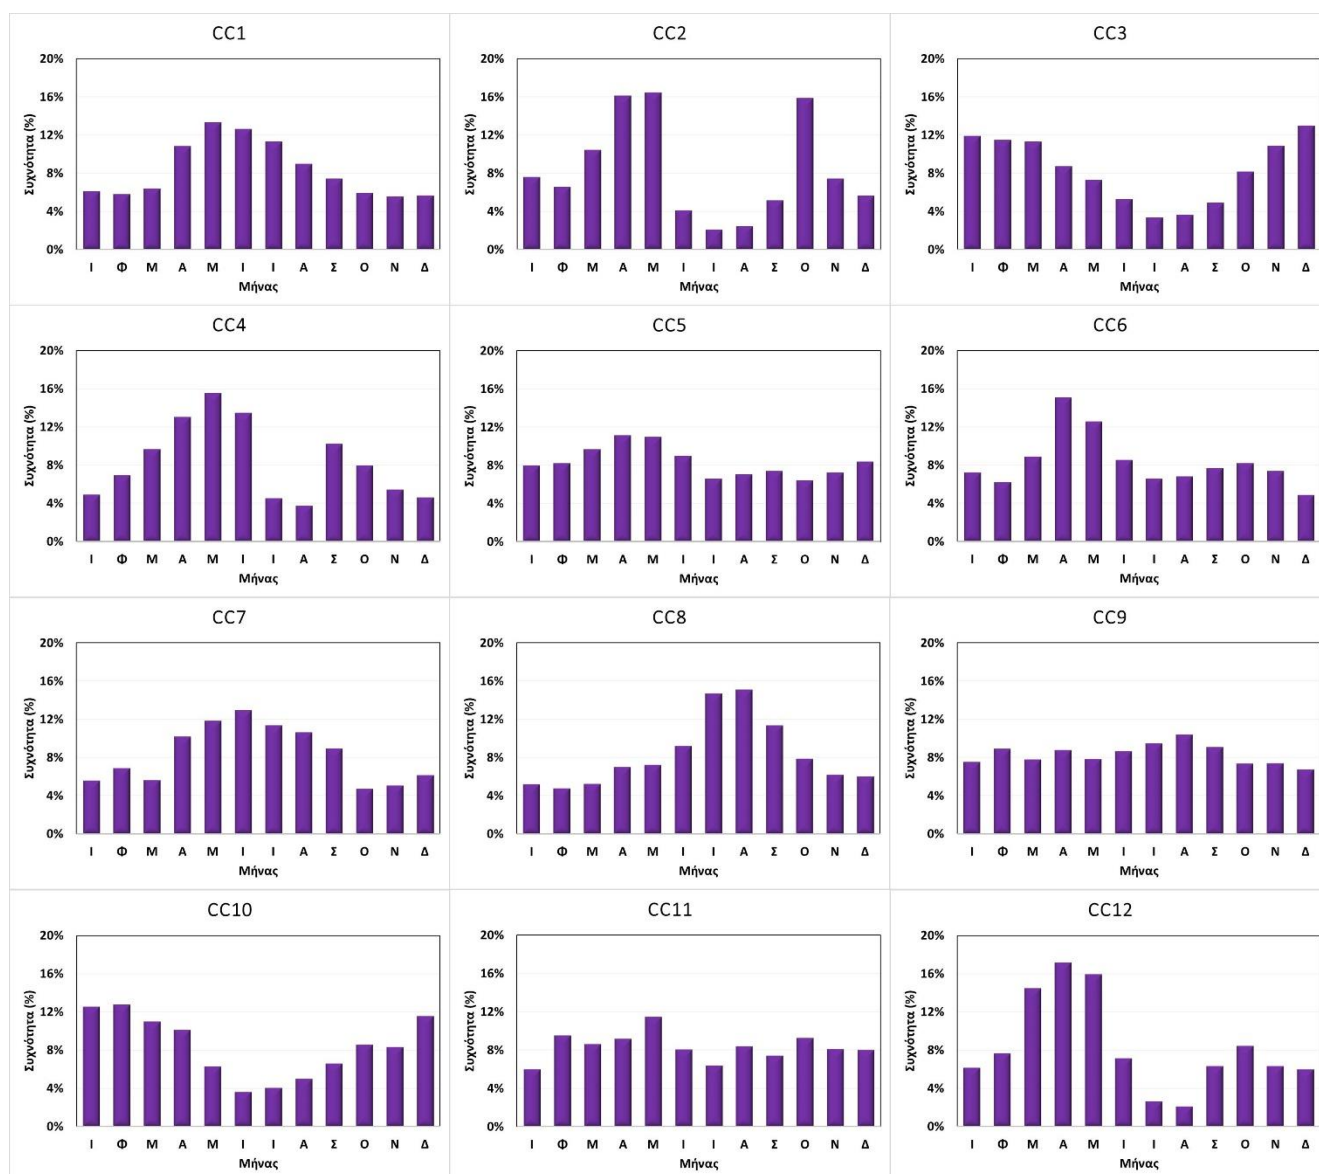 CC1
20%
16%
12%
8%
4%
0%
Συχνότητα (%)
Ι Φ Μ Α Μ Ι Ι Α Σ Ο Ν Δ
Μήνας
CC2
20%
16%
12%
8%
4%
0%
Συχνότητα (%)
Ι Φ Μ Α Μ Ι Ι Α Σ Ο Ν Δ
Μήνας
CC3
20%
16%
12%
8%
4%
0%
Συχνότητα (%)
Ι Φ Μ Α Μ Ι Ι Α Σ Ο Ν Δ
Μήνας
CC4
20%
16%
12%
8%
4%
0%
Συχνότητα (%)
Ι Φ Μ Α Μ Ι Ι Α Σ Ο Ν Δ
Μήνας
CC5
20%
16%
12%
8%
4%
0%
Συχνότητα (%)
Ι Φ Μ Α Μ Ι Ι Α Σ Ο Ν Δ
Μήνας
CC6
20%
16%
12%
8%
4%
0%
Συχνότητα (%)
Ι Φ Μ Α Μ Ι Ι Α Σ Ο Ν Δ
Μήνας
CC7
20%
16%
12%
8%
4%
0%
Συχνότητα (%)
Ι Φ Μ Α Μ Ι Ι Α Σ Ο Ν Δ
Μήνας
CC8
20%
16%
12%
8%
4%
0%
Συχνότητα (%)
Ι Φ Μ Α Μ Ι Ι Α Σ Ο Ν Δ
Μήνας
CC9
20%
16%
12%
8%
4%
0%
Συχνότητα (%)
Ι Φ Μ Α Μ Ι Ι Α Σ Ο Ν Δ
Μήνας
CC10
20%
16%
12%
8%
4%
0%
Συχνότητα (%)
Ι Φ Μ Α Μ Ι Ι Α Σ Ο Ν Δ
Μήνας
CC11
20%
16%
12%
8%
4%
0%
Συχνότητα (%)
Ι Φ Μ Α Μ Ι Ι Α Σ Ο Ν Δ
Μήνας
CC12
20%
16%
12%
8%
4%
0%
Συχνότητα (%)
Ι Φ Μ Α Μ Ι Ι Α Σ Ο Ν Δ
Μήνας